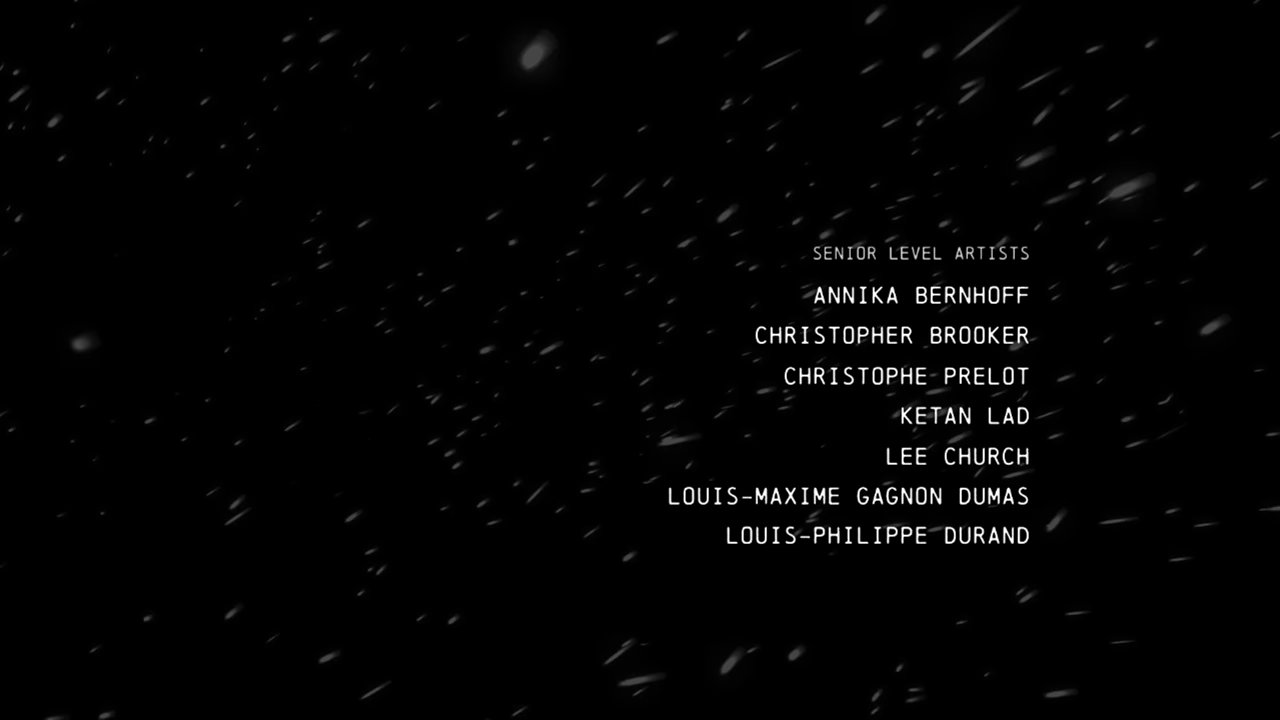 SENIOR LEVEL ARTISTS
ANNIKA BERNHOFF
CHRISTOPHER BROOKER
CHRISTOPHE PRELOT
KETAN LAD
LEE CHURCH
LOUIS-MAXIME GAGNON DUMAS
LOUIS-PHILIPPE DURAND